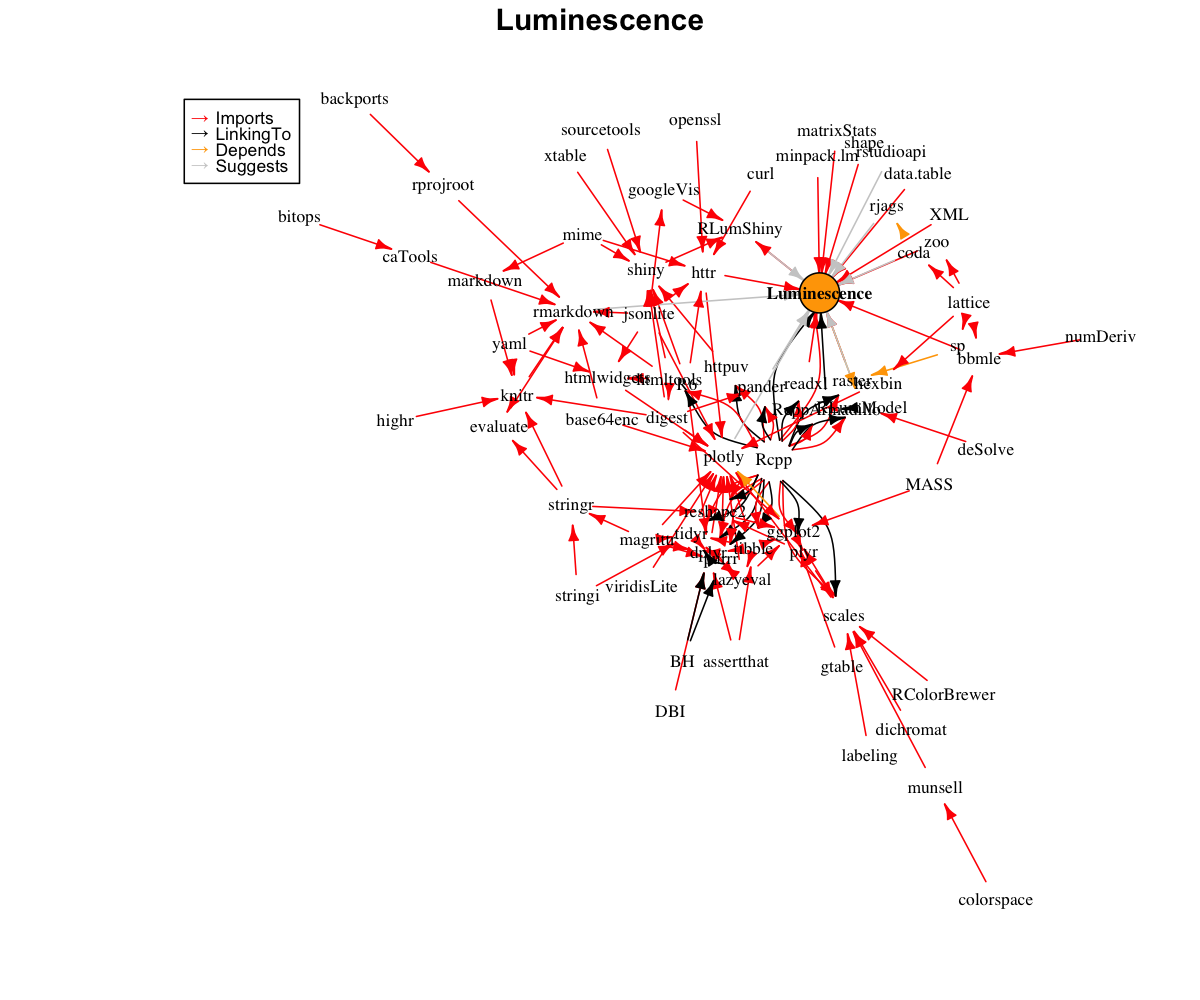 Luminescence
Imports
LinkingTo
Depends
Suggests
backports
sourcetools
openssl
matrixStats
shape
xtable
minpack.lm
rstudioapi
curl
data.table
rprojroot
googleVis
rjags
bitops
mime
RLumShiny
XML
caTools
zoo
coda
markdown
shiny
httr
Luminescence
lattice
rmarkdown
jsonlite
numDeriv
yaml
sp
bbmle
htmlwidgets
htmltools
R6
httpuv
pander
readxl
raster
hexbin
knitr
highr
evaluate
base64enc
digest
deSolve
plotly
Rcpp
MASS
stringr
reshape2
magrittr
tidyr
ggplot2
dplyr
purrr
tibble
plyr
stringi
viridisLite
lazyeval
scales
BH
assertthat
gtable
DBI
RColorBrewer
dichromat
labeling
munsell
colorspace